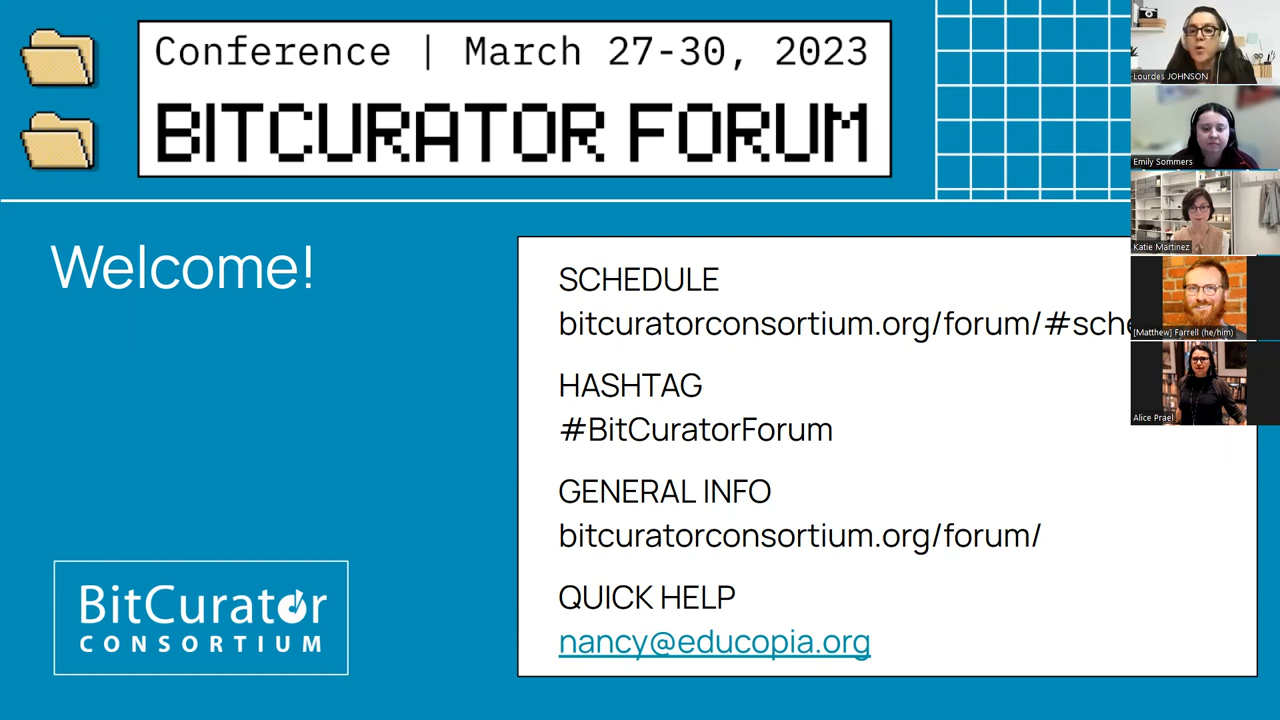 Conference | March 27-30, 2023
BITCURATOR FORUM
Welcome!
SCHEDULE
bitcuratorconsortium.org/forum/#sche
HASHTAG
#BitCuratorForum
GENERAL INFO
bitcuratorconsortium.org/forum/
QUICK HELP
nancy@educopia.org
BitCurator
CONSORTIUM
Lourdes JOHNSON
Emily Sommers
Katie Martinez
[Matthew] Farrell (he/him)
Alice Prael